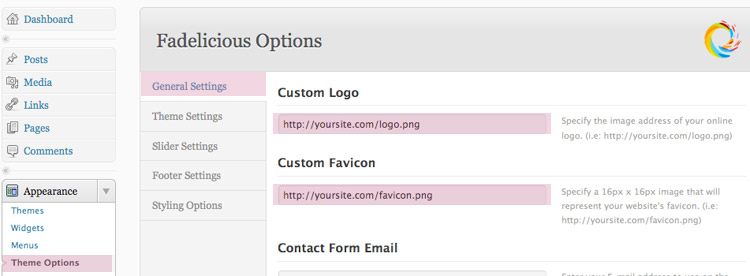 Dashboard
Posts
Media
Links
Pages
Comments
Appearance
Themes
Widgets
Menus
Theme Options
Fadelicious Options
General Settings
Theme Settings
Slider Settings
Footer Settings
Styling Options
Custom Logo
http://yoursite.com/logo.png
Specify the image address of your online
logo. (i.e: http://yoursite.com/logo.png)
Custom Favicon
http://yoursite.com/favicon.png
Specify a 16px x 16px image that will
represent your website's favicon. (i.e:
http://yoursite.com/favicon.png)
Contact Form Email